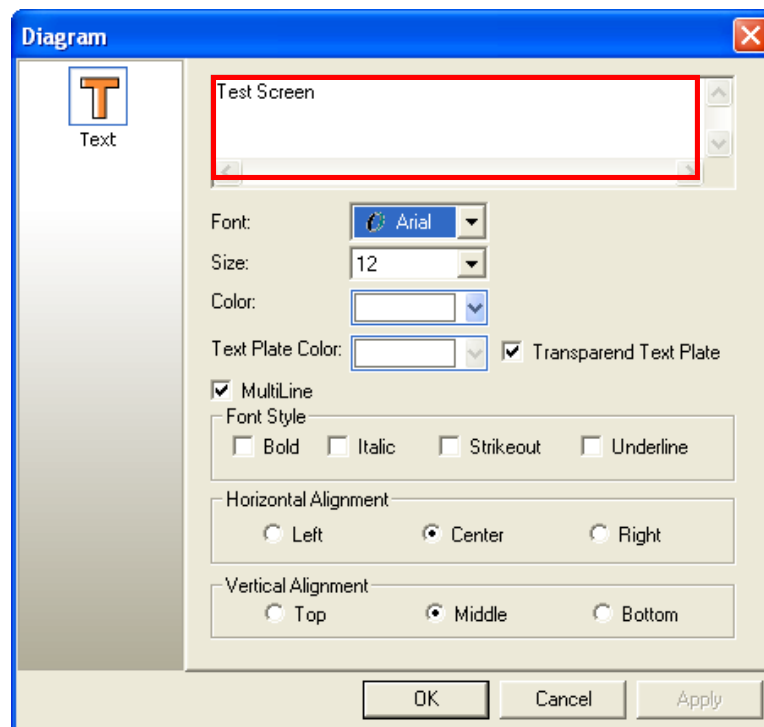 Diagram
Text
Test Screen
Font:
Arial
Size:
12
Color:
Text Plate Color:
Transparend Text Plate
MultiLine
Font Style
Bold Italic Strikeout Underline
Horizontal Alignment
Left Center Right
Vertical Alignment
Top Middle Bottom
OK Cancel Apply